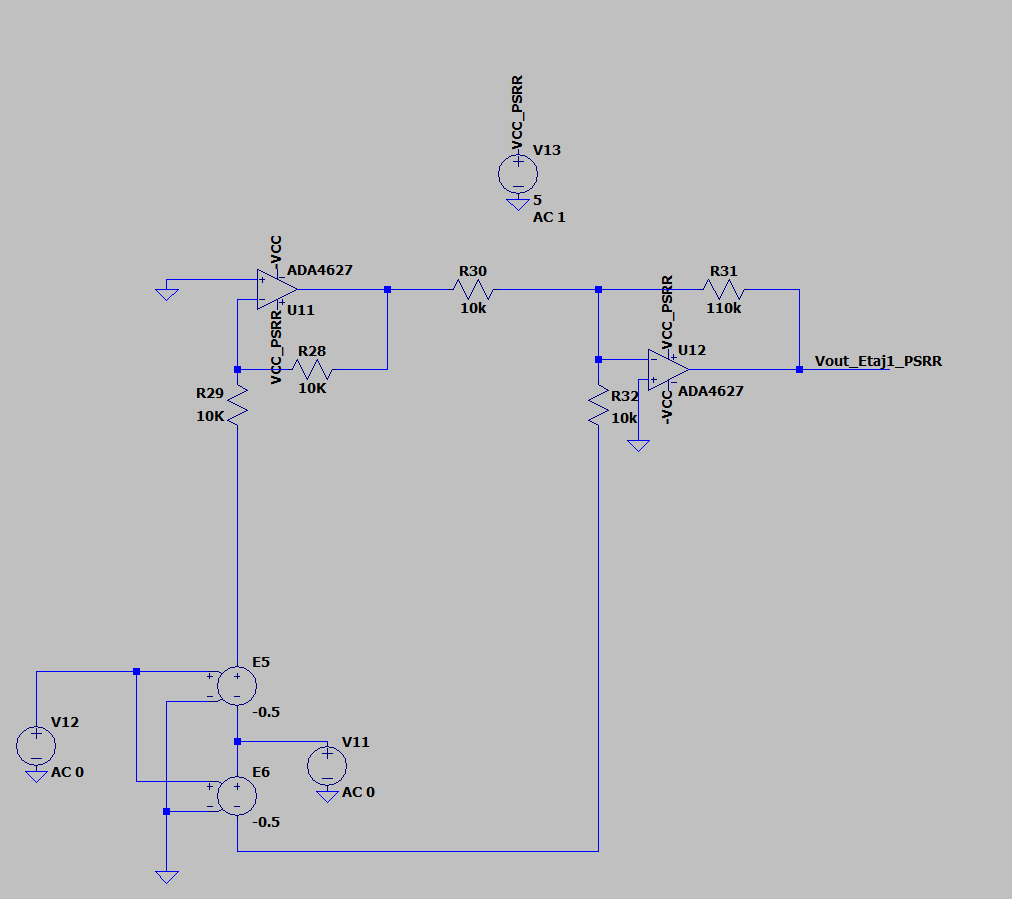 VCC_PSRR
V13
5
AC 1
-VCC
ADA4627
U11
VCC_PSRR
R28
10K
R29
10K
R30
10k
R31
110k
VCC_PSRR
U12
ADA4627
-VCC
Vout_Etaj1_PSRR
R32
10k
E5
-0.5
V12
AC 0
V11
AC 0
E6
-0.5